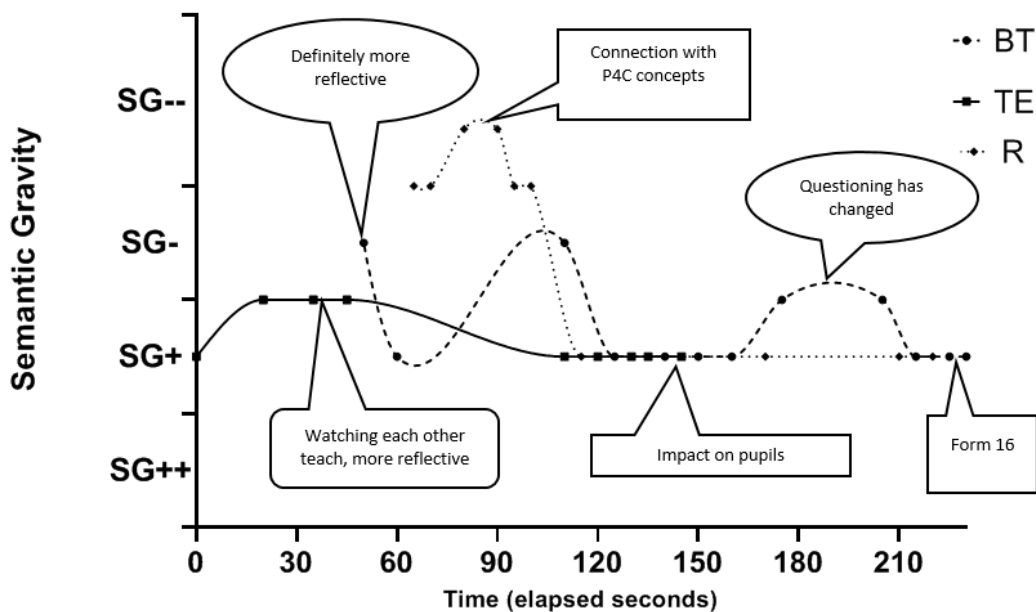 Definitely more
reflective
Connection with
P4C concepts
BT
TE
R
SG--
Questioning has
changed
SG-
SG+
SG++
Semantic Gravity
Watching each other
teach, more reflective
Impact on pupils
Form 16
0 30 60 90 120 150 180 210
Time (elapsed seconds)